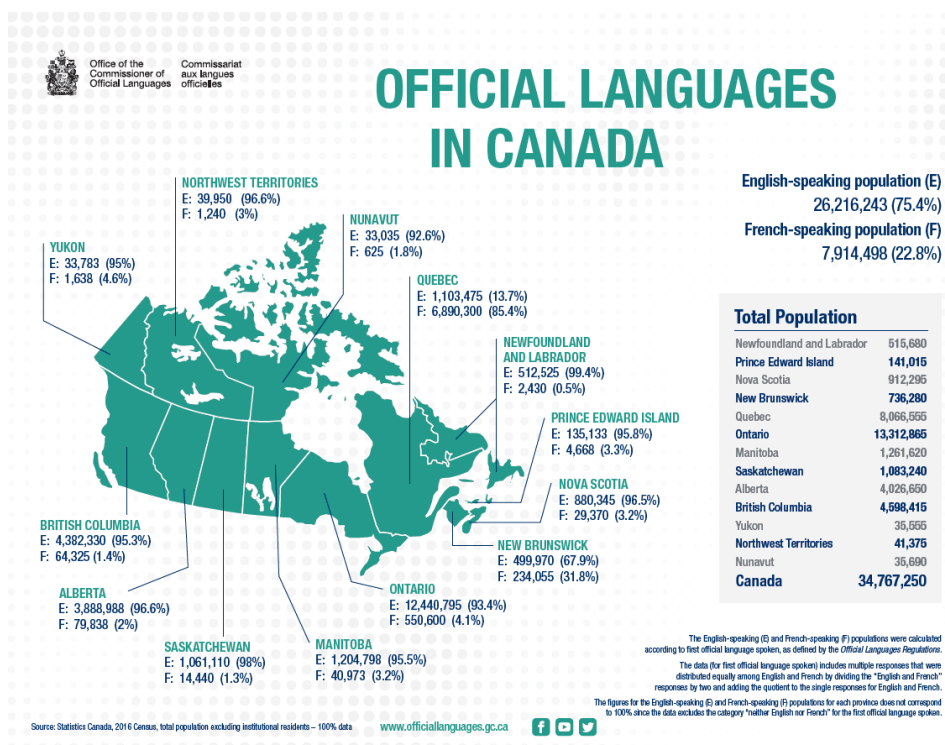 Office of the
Commissioner of
Official Languages
Commissariat
aux langues
officielles
OFFICIAL LANGUAGES
IN CANADA
English-speaking population (E)
26,216,243 (75.4%)
French-speaking population (F)
7,914,498 (22.8%)
NORTHWEST TERRITORIES
E: 39,950 (96.6%)
F: 1,240 (3%)
NUNAVUT
E: 33,035 (92.6%)
F: 625 (1.8%)
YUKON
E: 33,783 (95%)
F: 1,638 (4.6%)
QUEBEC
E: 1,103,475 (13.7%)
F: 6,890,300 (85.4%)
NEWFOUNDLAND
AND LABRADOR
E: 512,525 (99.4%)
F: 2,430 (0.5%)
PRINCE EDWARD ISLAND
E: 135,133 (95.8%)
F: 4,668 (3.3%)
NOVA SCOTIA
E: 880,345 (96.5%)
F: 29,370 (3.2%)
NEW BRUNSWICK
E: 499,970 (67.9%)
F: 234,055 (31.8%)
BRITISH COLUMBIA
E: 4,382,330 (95.3%)
F: 64,325 (1.4%)
ALBERTA
E: 3,888,988 (96.6%)
F: 79,838 (2%)
SASKATCHEWAN
E: 1,061,110 (98%)
F: 14,440 (1.3%)
MANITOBA
E: 1,204,798 (95.5%)
F: 40,973 (3.2%)
ONTARIO
E: 12,440,795 (93.4%)
F: 550,600 (4.1%)
Total Population
Newfoundland and Labrador 515,680
Prince Edward Island 141,015
Nova Scotia 912,295
New Brunswick 736,280
Quebec 8,066,555
Ontario 13,312,865
Manitoba 1,261,620
Saskatchewan 1,083,240
Alberta 4,026,650
British Columbia 4,598,415
Yukon 35,555
Northwest Territories 41,375
Nunavut 35,690
Canada 34,767,250
The English-speaking (E) and French-speaking (F) populations were calculated
according to first official language spoken, as defined by the Official Languages Regulations.
The data (for first official language spoken) includes multiple responses that were
distributed equally among English and French by dividing the "English and French"
responses by two and adding the quotient to the single responses for English and French.
The figures for the English-speaking (E) and French-speaking (F) populations for each province does not correspond
to 100% since the data excludes the category "neither English nor French" for the first official language spoken.
Source: Statistics Canada, 2016 Census, total population excluding institutional residents – 100% data
www.officiallanguages.gc.ca